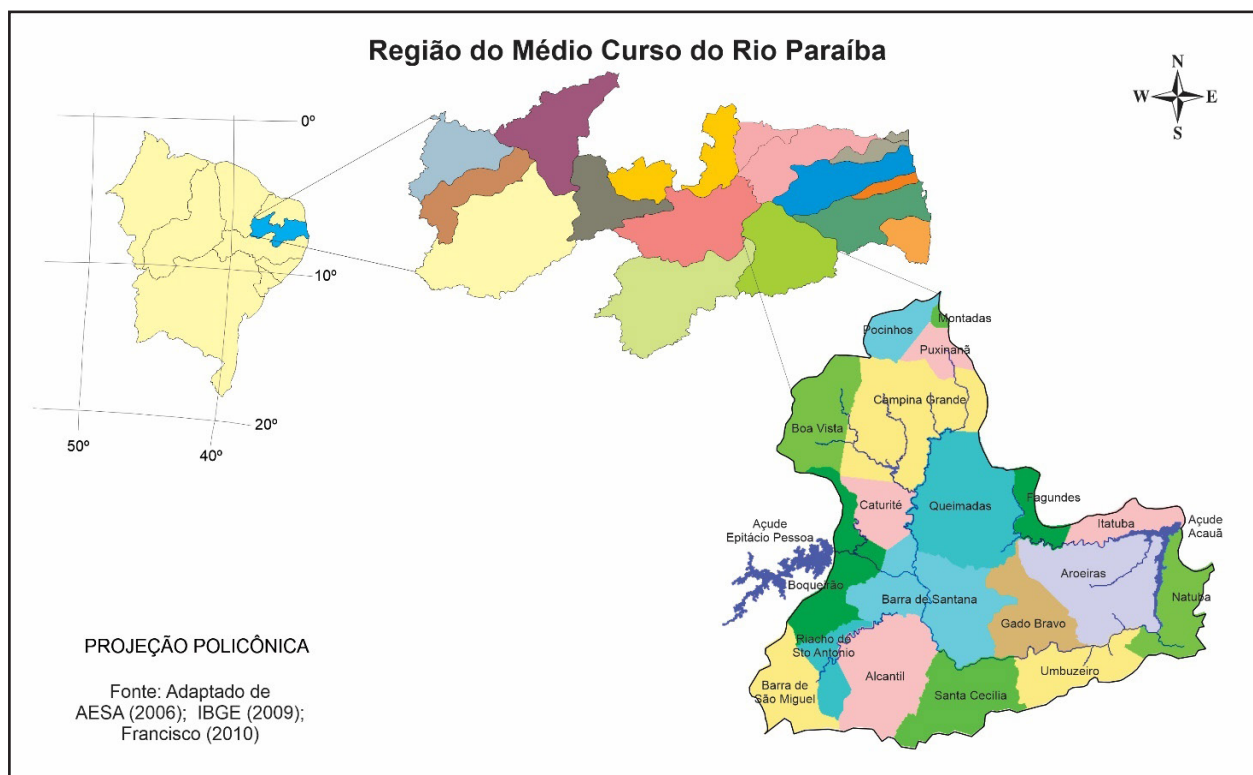 Região do Médio Curso do Rio Paraíba
N
W E
S
0º
10º
20º
50º
40º
Pocinhos
Montadas
Puxinanã
Campina Grande
Boa Vista
Caturité
Queimadas
Fagundes
Itatuba
Açude
Acauã
Açude
Epitácio Pessoa
Boqueirão
Aroeiras
Natuba
Barra de Santana
Gado Bravo
Riacho de
Sto Antonio
Umbuzeiro
Alcantil
Barra de
São Miguel
Santa Cecilia
PROJEÇÃO POLICÔNICA
Fonte: Adaptado de
AESA (2006); IBGE (2009);
Francisco (2010)